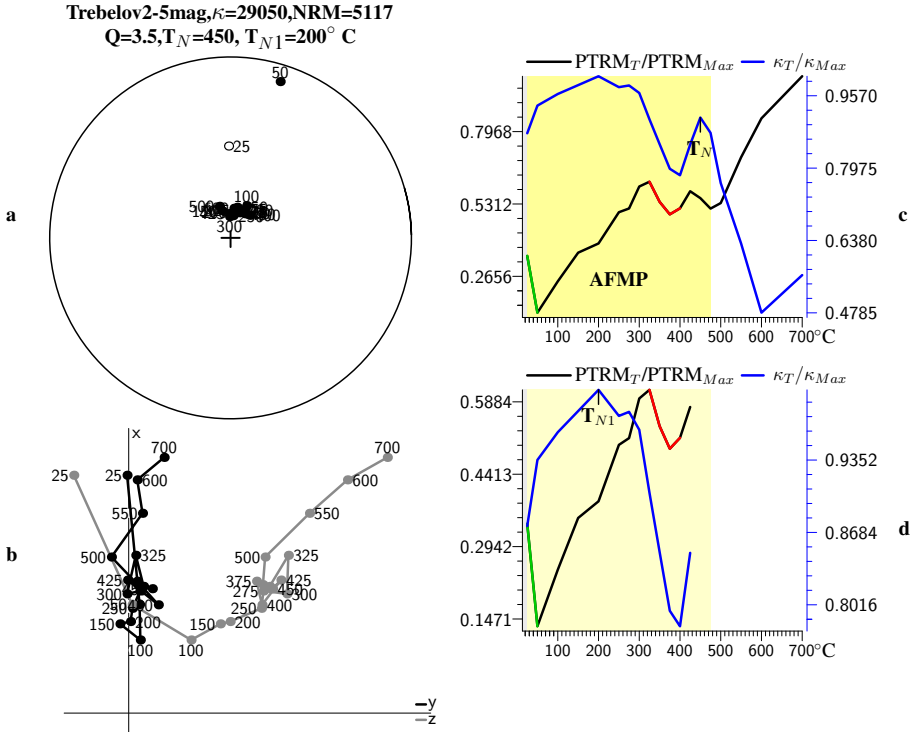 Trebelov2-5mag,κ=29050,NRM=5117
Q=3.5,T_N=450, T_N1=200° C
50
25
100
500
300
a
PTRM_T/PTRM_Max κ_T/κ_Max
0.7968
0.5312
0.2656
0.9570
0.7975
0.6380
0.4785
T_N
AFMP
100 200 300 400 500 600 700°C
c
x
700
25 25
600 600
550 550
500 500
325 325
425 375 425
300 275 450 300
250 250 400
150 200 150 200
100 100
700
b
y
z
PTRM_T/PTRM_Max κ_T/κ_Max
0.5884
0.4413
0.2942
0.1471
0.9352
0.8684
0.8016
T_N1
100 200 300 400 500 600 700°C
d